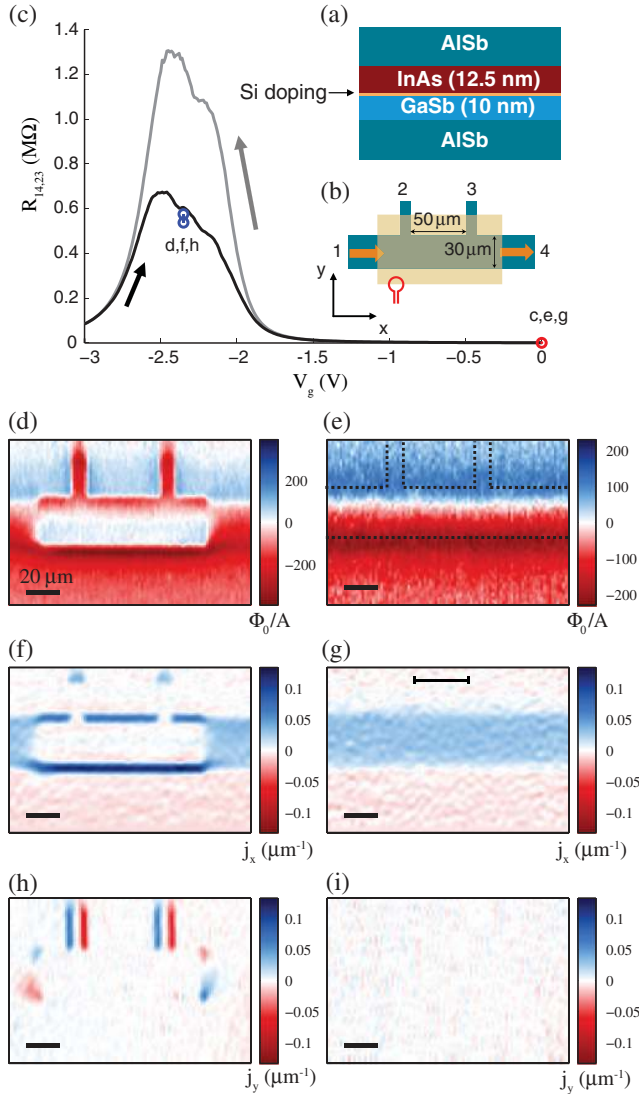 (c)
(a)
1.4
1.2
1.0
0.8
0.6
0.4
0.2
0
R14,23 (MΩ)
d,f,h
−3
−2.5
−2
−1.5
−1
−0.5
0
Vg (V)
c,e,g
AlSb
InAs (12.5 nm)
Si doping
GaSb (10 nm)
AlSb
(b)
2
3
50 μm
1
30 μm
4
y
x
(d)
200
0
−200
20 μm
Φ0/A
(e)
200
100
0
−100
−200
Φ0/A
(f)
0.1
0.05
0
−0.05
−0.1
jx (μm-1)
(g)
0.1
0.05
0
−0.05
−0.1
jx (μm-1)
(h)
0.1
0.05
0
−0.05
−0.1
jy (μm-1)
(i)
0.1
0.05
0
−0.05
−0.1
jy (μm-1)